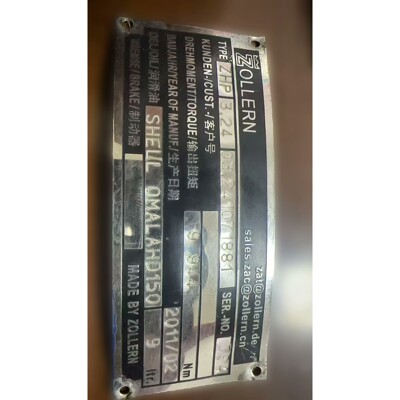 ZOLLERN
zat@zollern.de/
sales.zac@zollern.cn/
TYPE ZHP 3.24
SER.-NO.
KUNDEN-/CUST.-/客户号
DREHMOMENT/TORQUE/输出扭矩 Nm
BAUJAHR/YEAR OF MANUF/生产日期 2011/02
OEL/OIL/润滑油 SHELL OMALAHD150 9 ltr.
BREMSE/BRAKE/制动器 MADE BY ZOLLERN